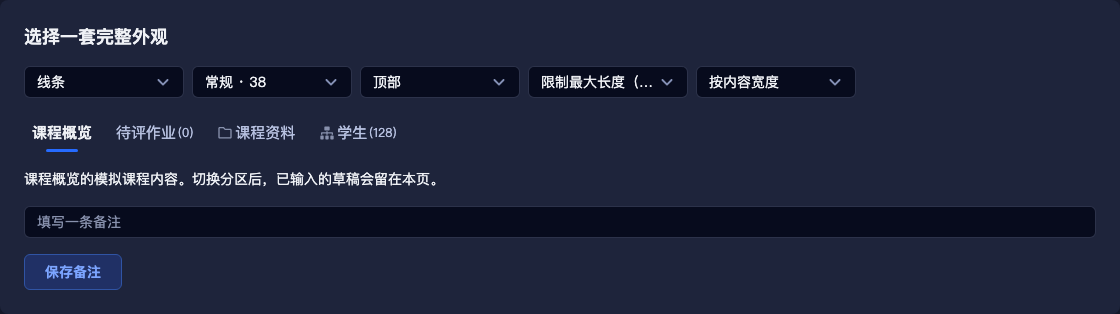 选择一套完整外观
线条 常规 · 38 顶部 限制最大长度（... 按内容宽度
课程概览 待评作业(0) 课程资料 学生(128)
课程概览的模拟课程内容。切换分区后，已输入的草稿会留在本页。
填写一条备注
保存备注